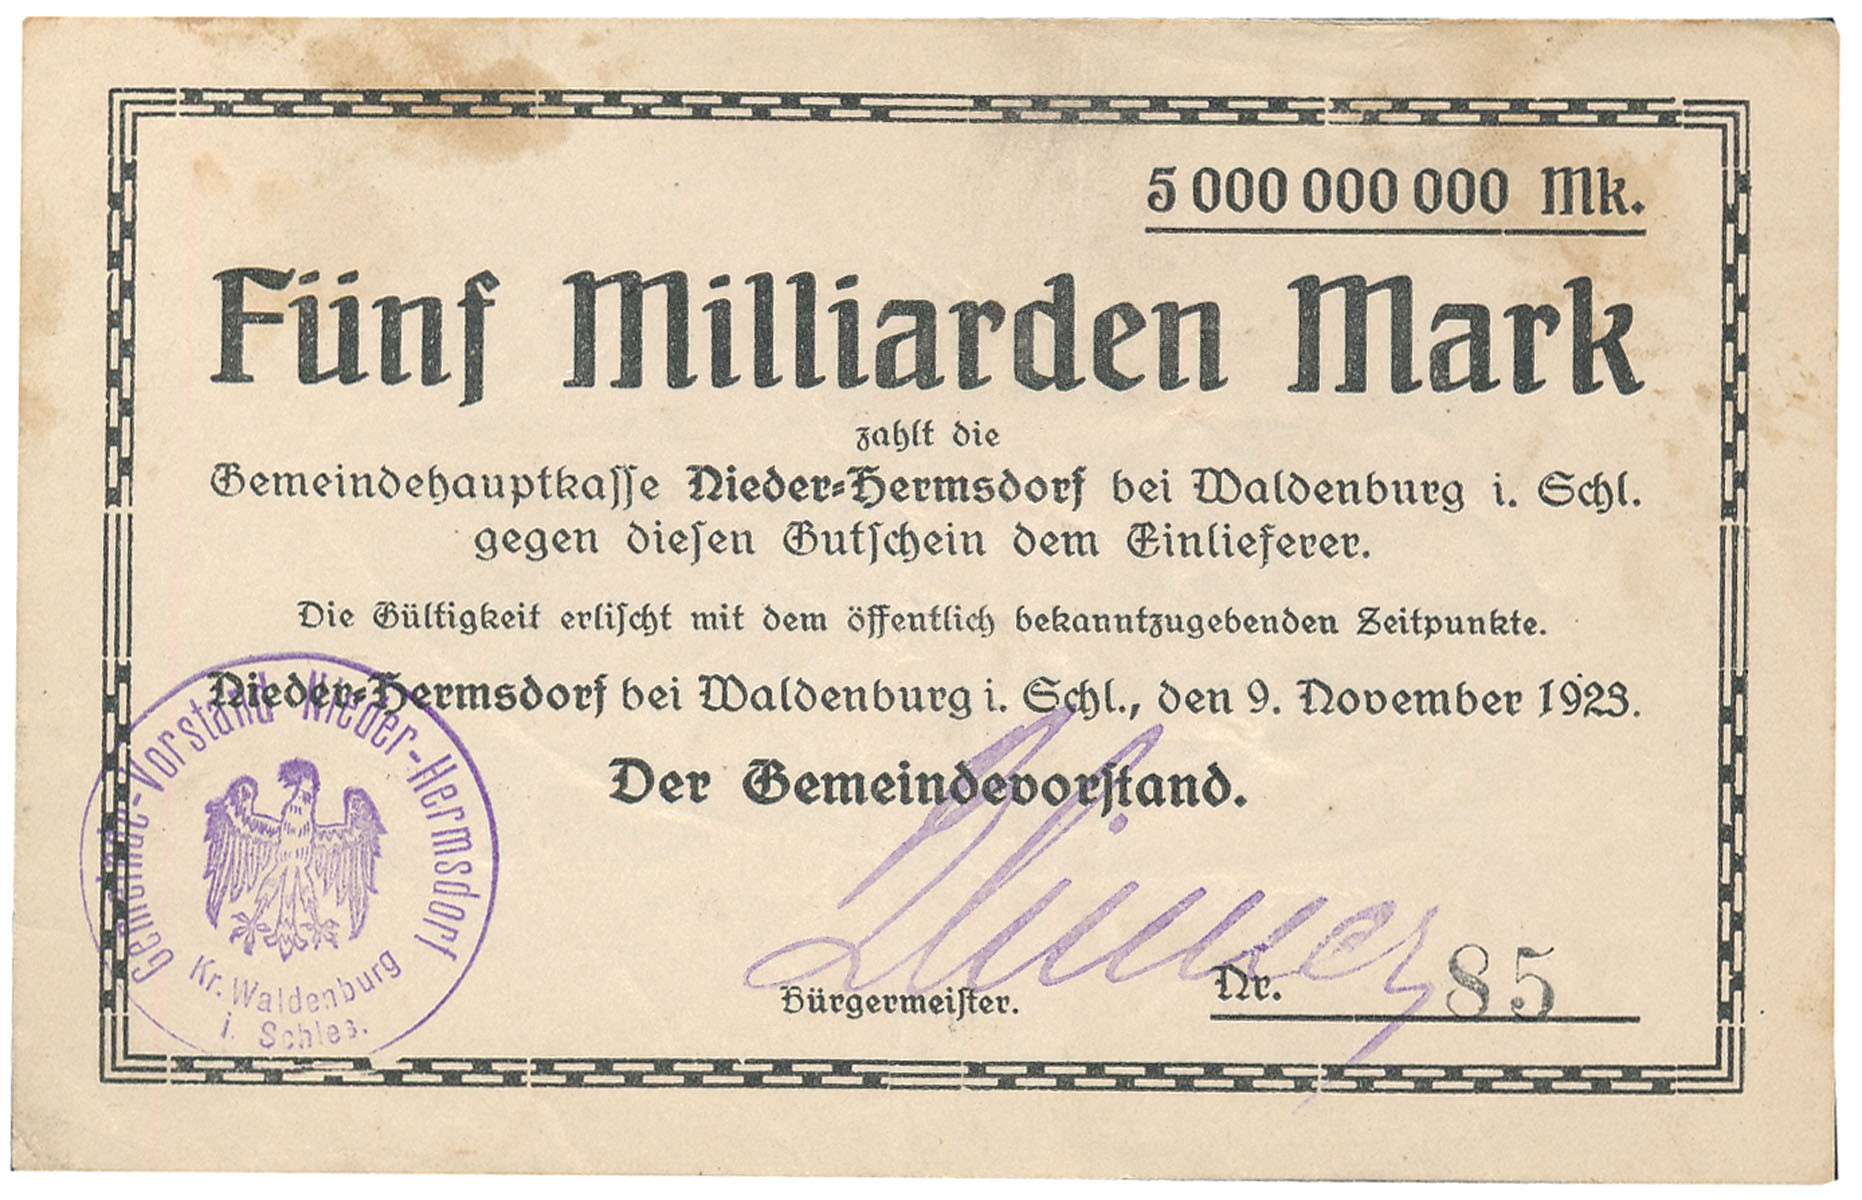 5 000 000 000 Mk.
Fünf Milliarden Mark
zahlt die
Gemeindehauptkasse Nieder-Hermsdorf bei Waldenburg i. Schl.
gegen diesen Gutschein dem Einlieferer.
Die Gültigkeit erlischt mit dem öffentlich bekanntzugebenden Zeitpunkte.
Nieder-Hermsdorf bei Waldenburg i. Schl., den 9. November 1923.
Der Gemeindevorstand.
Bürgermeister.
Nr. 85
Gemeinde-Vorstand Nieder-Hermsdorf
Kr. Waldenburg
i. Schles.